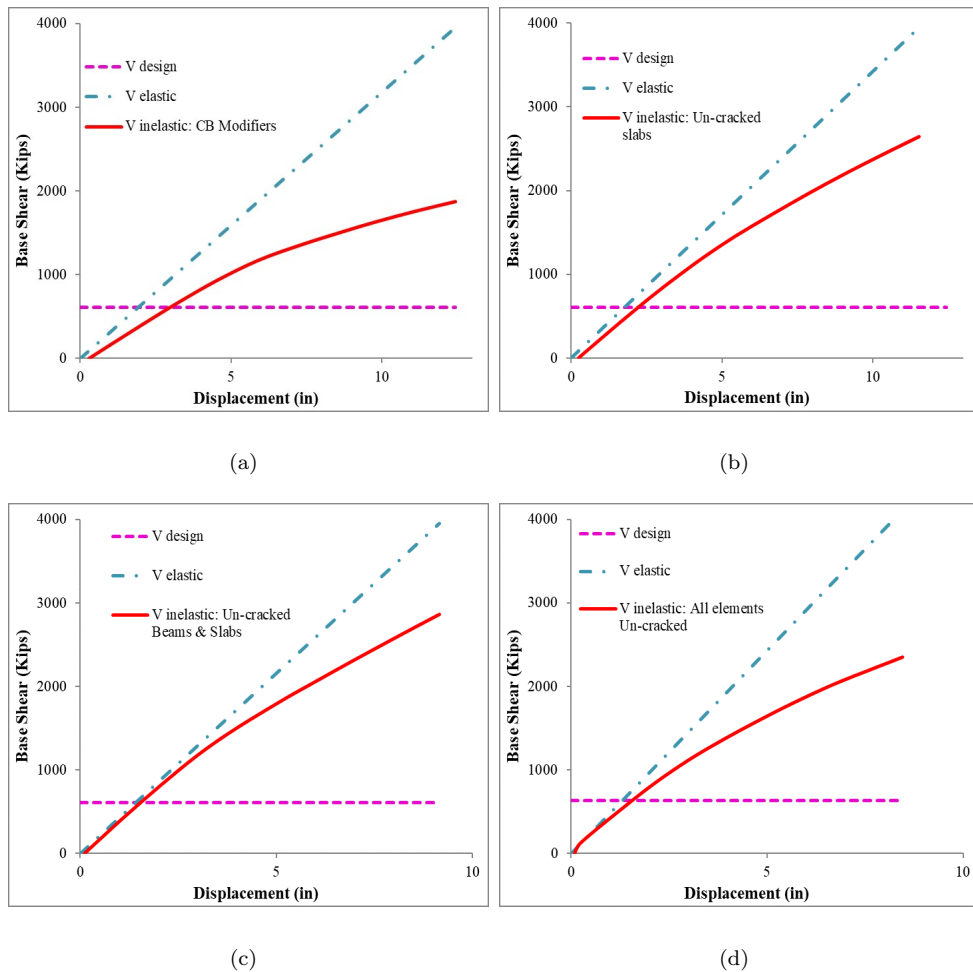 4000
3000
2000
1000
0
Base Shear (Kips)
V design
V elastic
V inelastic: CB Modifiers
0 5 10
Displacement (in)
(a)
4000
3000
2000
1000
0
Base Shear (Kips)
V design
V elastic
V inelastic: Un-cracked
slabs
0 5 10
Displacement (in)
(b)
4000
3000
2000
1000
0
Base Shear (Kips)
V design
V elastic
V inelastic: Un-cracked
Beams & Slabs
0 5 10
Displacement (in)
(c)
4000
3000
2000
1000
0
Base Shear (Kips)
V design
V elastic
V inelastic: All elements
Un-cracked
0 5 10
Displacement (in)
(d)